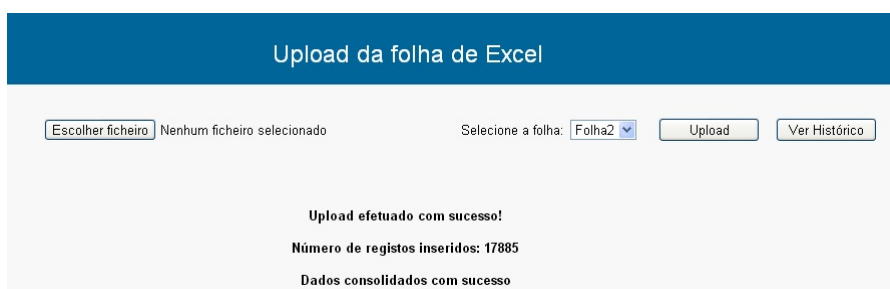 Upload da folha de Excel
Escolher ficheiro Nenhum ficheiro selecionado Selecione a folha: Folha2 Upload Ver Histórico
Upload efetuado com sucesso!
Número de registos inseridos: 17885
Dados consolidados com sucesso